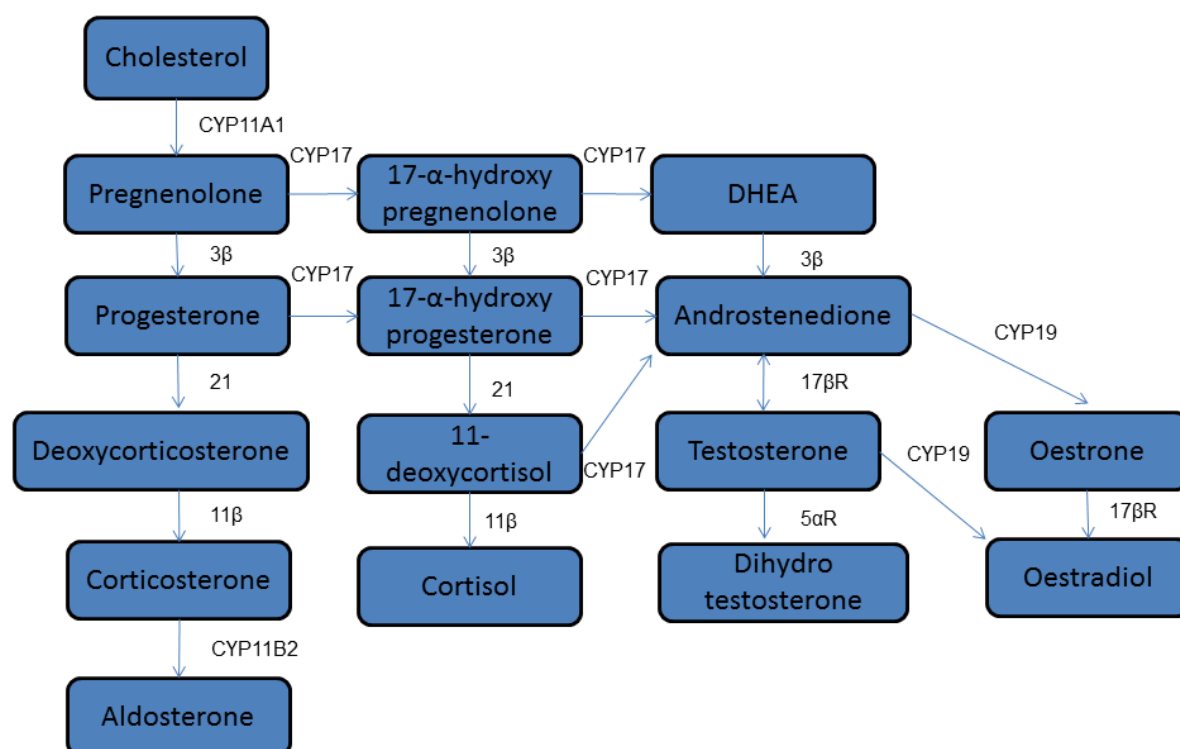 Cholesterol
CYP11A1
CYP17
CYP17
Pregnenolone
17-α-hydroxy
pregnenolone
DHEA
3β
3β
3β
CYP17
CYP17
Progesterone
17-α-hydroxy
progesterone
Androstenedione
CYP19
21
21
17βR
Deoxycorticosterone
11-
deoxycortisol
CYP17
Testosterone
CYP19
Oestrone
11β
11β
5αR
17βR
Corticosterone
Cortisol
Dihydro
testosterone
Oestradiol
CYP11B2
Aldosterone